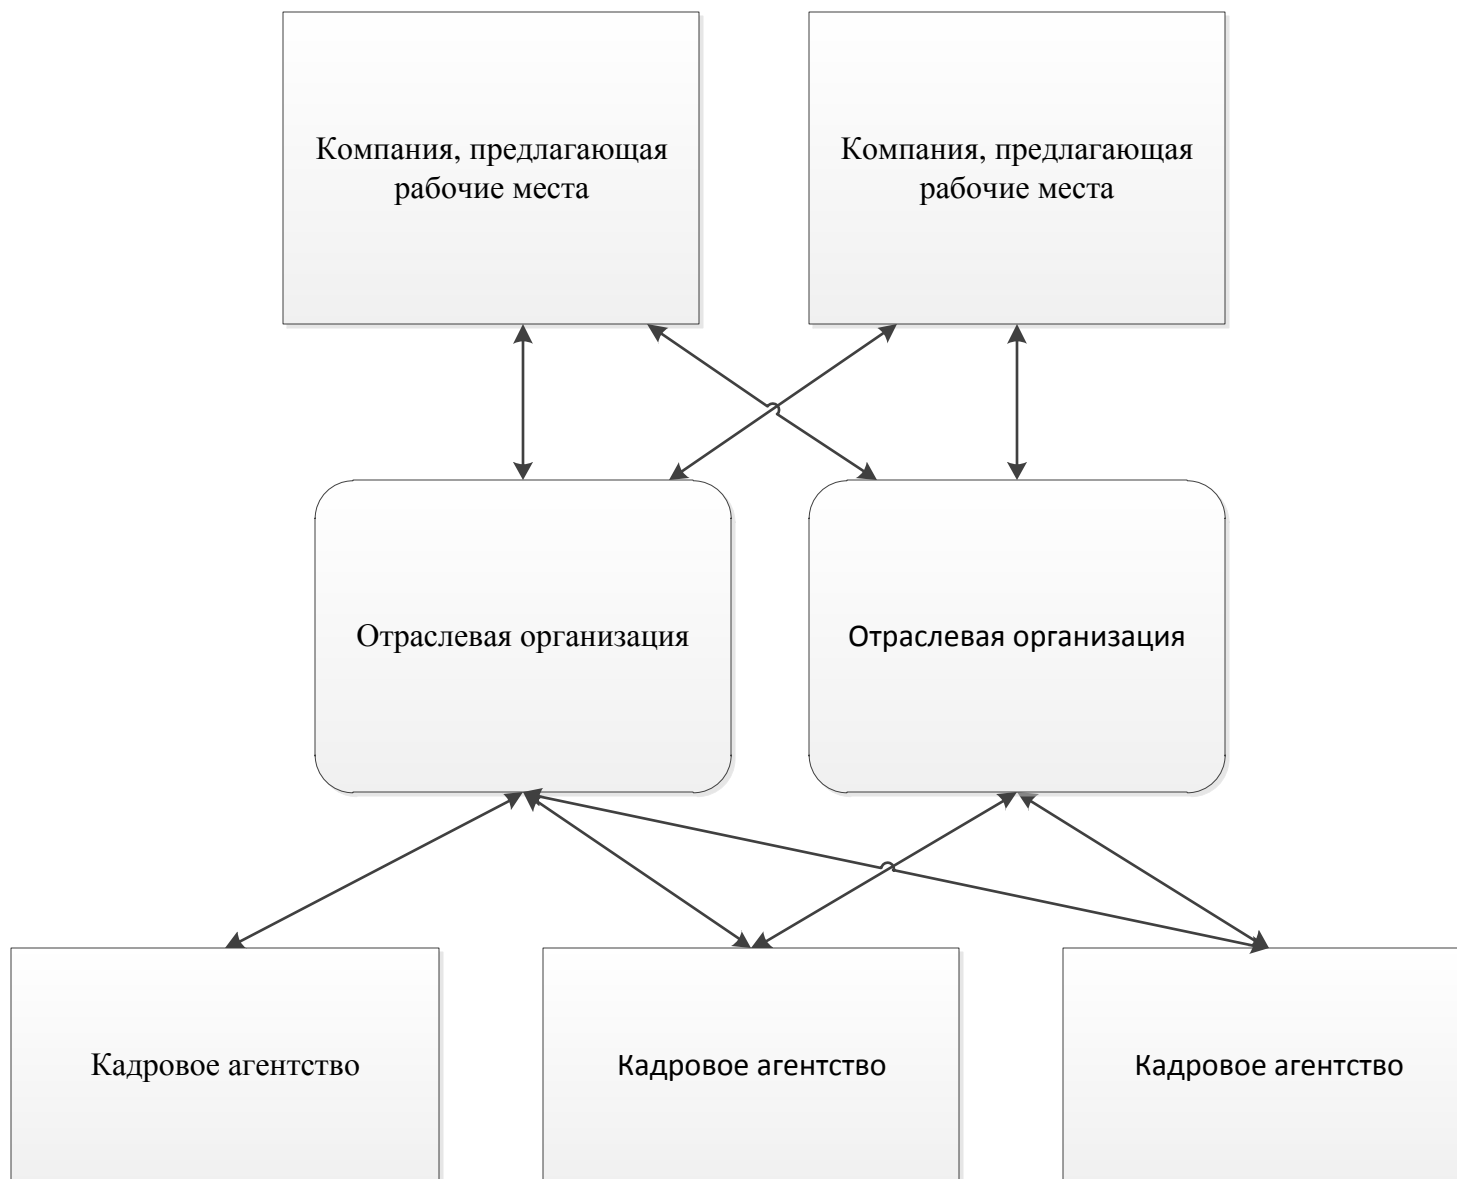 Компания, предлагающая
рабочие места
Компания, предлагающая
рабочие места
Отраслевая организация
Отраслевая организация
Кадровое агентство
Кадровое агентство
Кадровое агентство